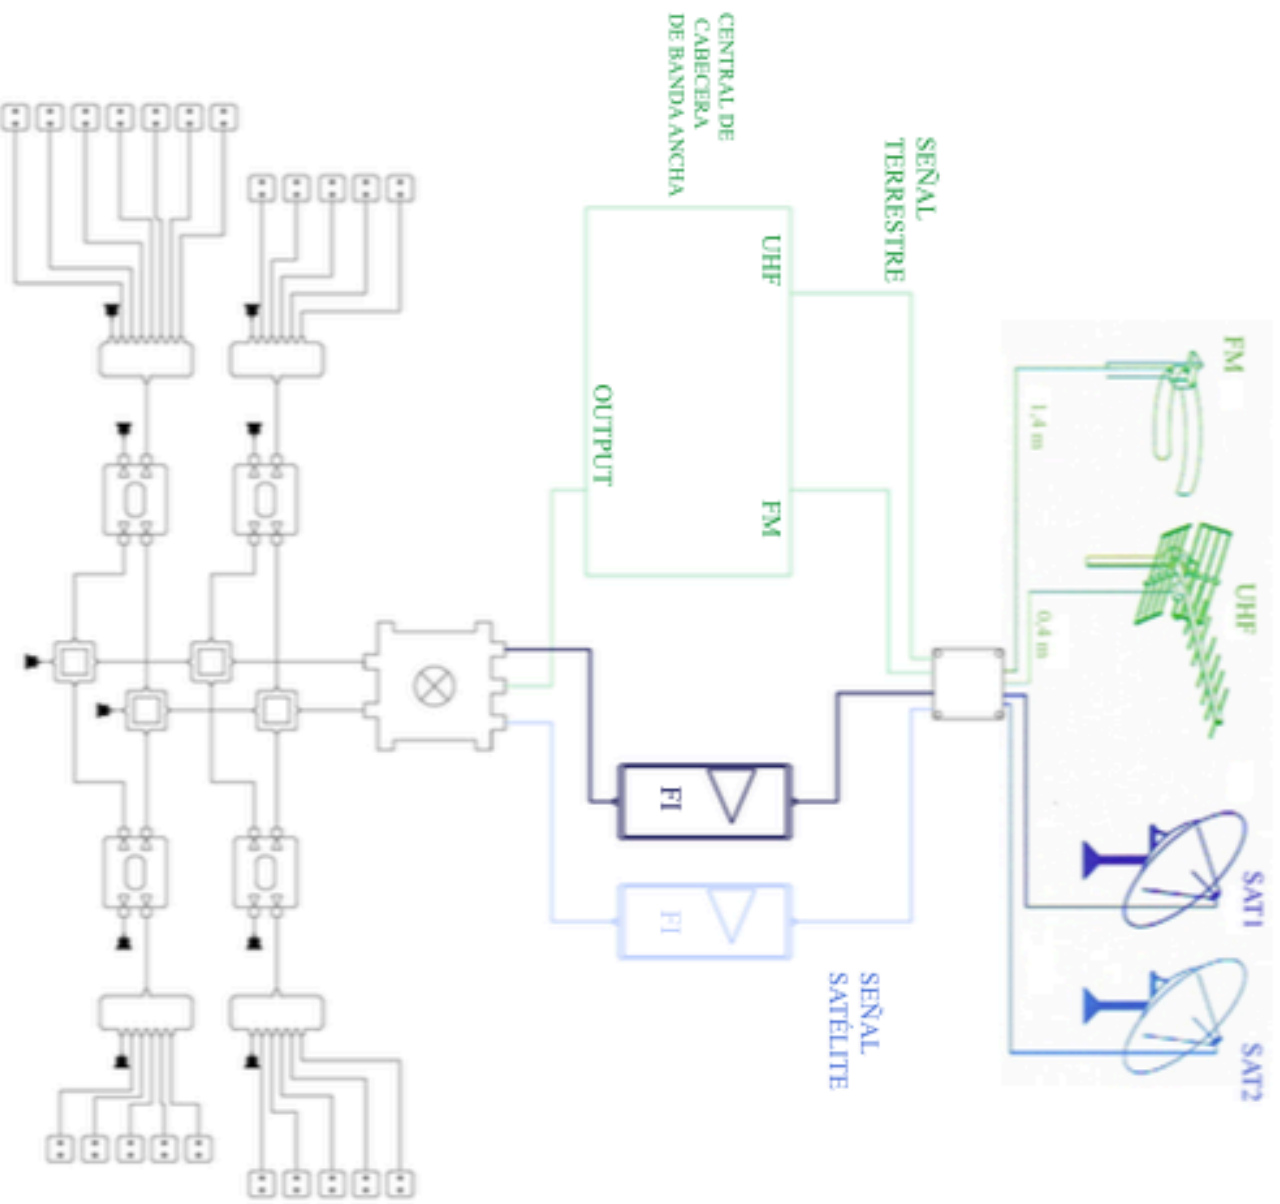 FM
UHF
SAT1
SAT2
1,4 m
0,4 m
SEÑAL
TERRESTRE
SEÑAL
SATÉLITE
CENTRAL DE
CABECERA
DE BANDA ANCHA
UHF
FM
OUTPUT
FI
FI